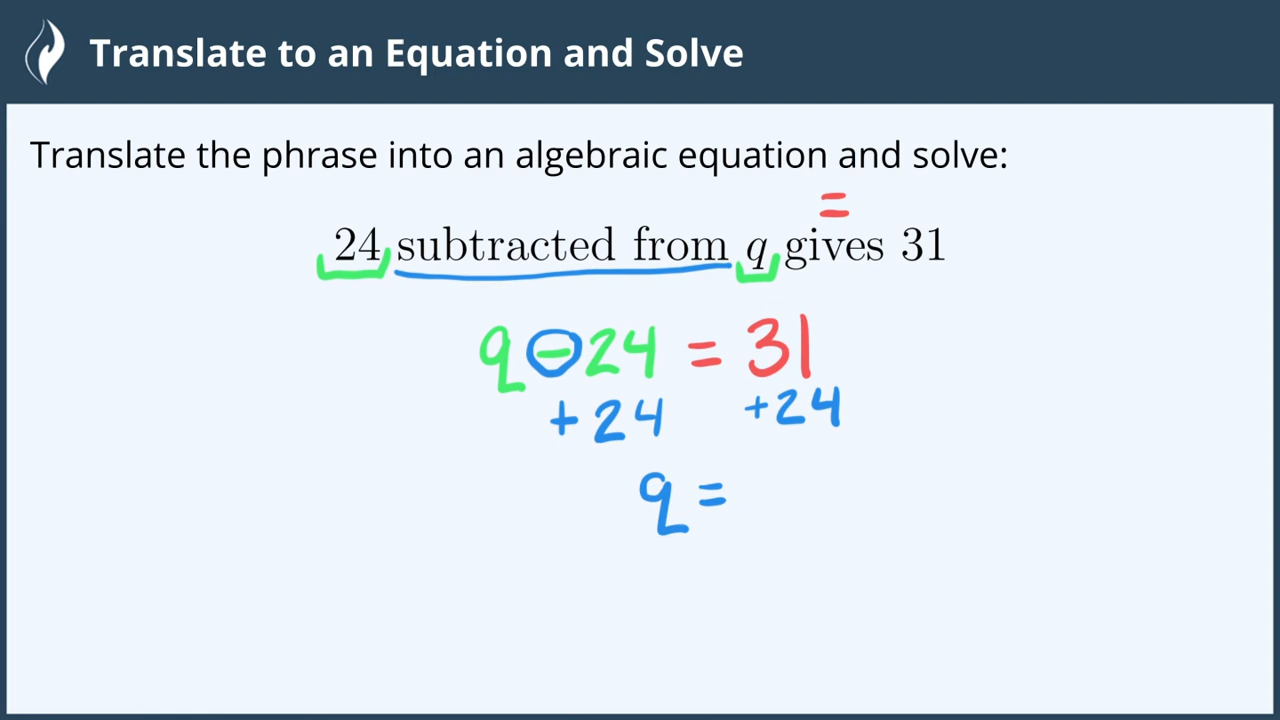 Translate to an Equation and Solve
Translate the phrase into an algebraic equation and solve:
=
24 subtracted from q gives 31
q - 24 = 31
+ 24 + 24
q =